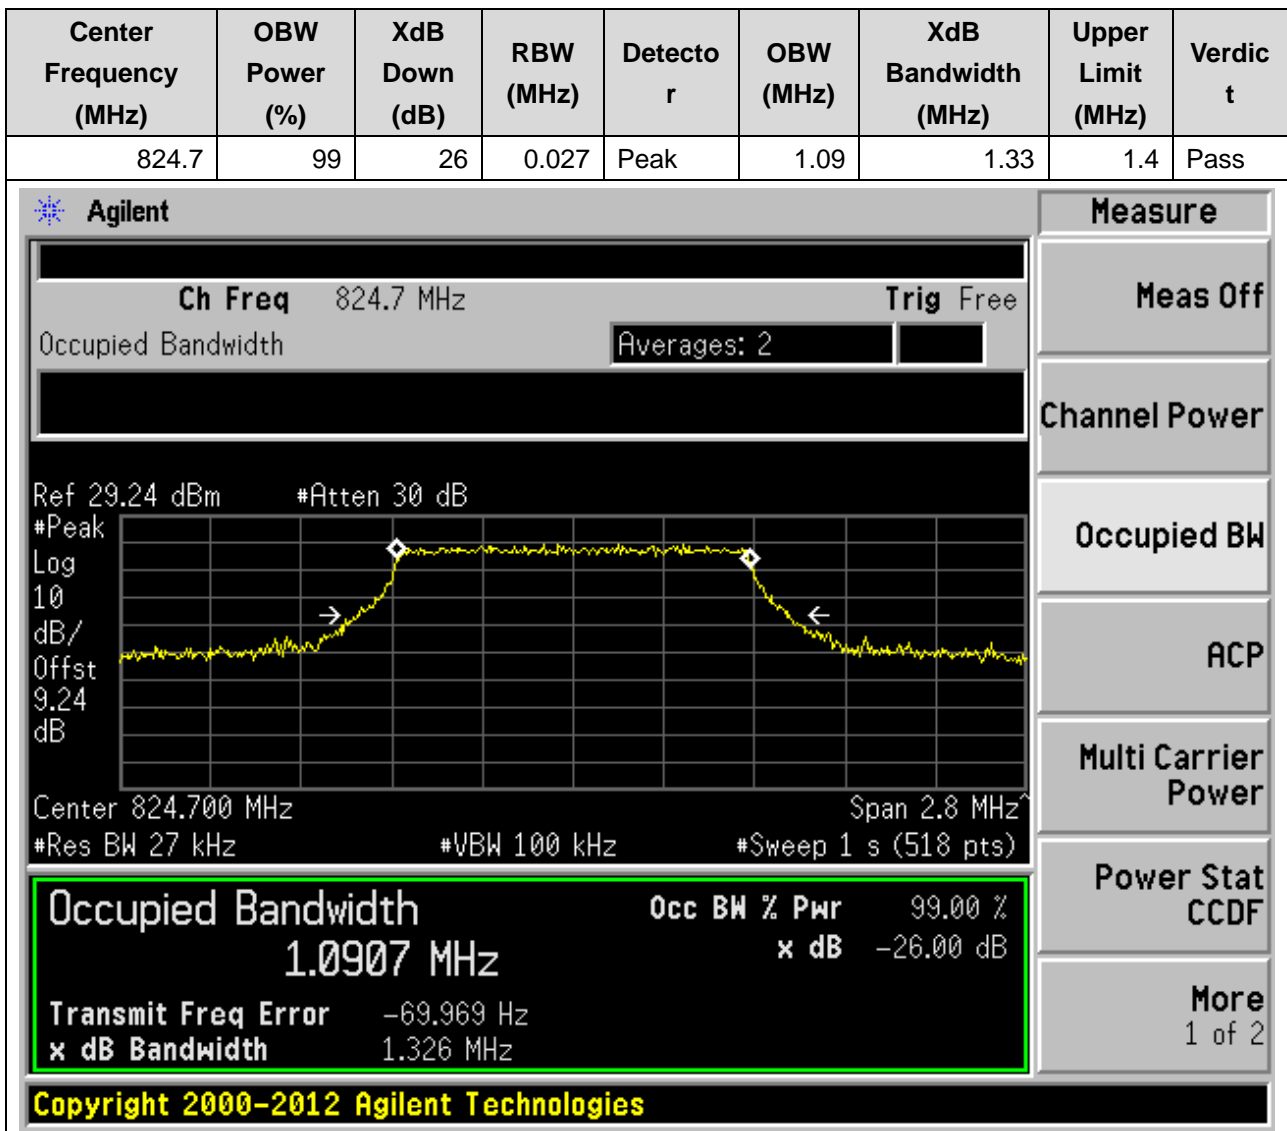 Center Frequency (MHz) OBW Power (%) XdB Down (dB) RBW (MHz) Detecto r OBW (MHz) XdB Bandwidth (MHz) Upper Limit (MHz) Verdic t
824.7 99 26 0.027 Peak 1.09 1.33 1.4 Pass
Agilent
Measure
Ch Freq 824.7 MHz Trig Free
Meas Off
Occupied Bandwidth Averages: 2
Channel Power
Ref 29.24 dBm #Atten 30 dB
#Peak
Log
10
dB/
Offst
9.24
dB
Occupied BW
ACP
Multi Carrier
Power
Center 824.700 MHz Span 2.8 MHz^
#Res BW 27 kHz #VBW 100 kHz #Sweep 1 s (518 pts)
Power Stat
CCDF
Occupied Bandwidth Occ BW % Pwr 99.00 %
1.0907 MHz x dB -26.00 dB
Transmit Freq Error -69.969 Hz
x dB Bandwidth 1.326 MHz
More
1 of 2
Copyright 2000-2012 Agilent Technologies